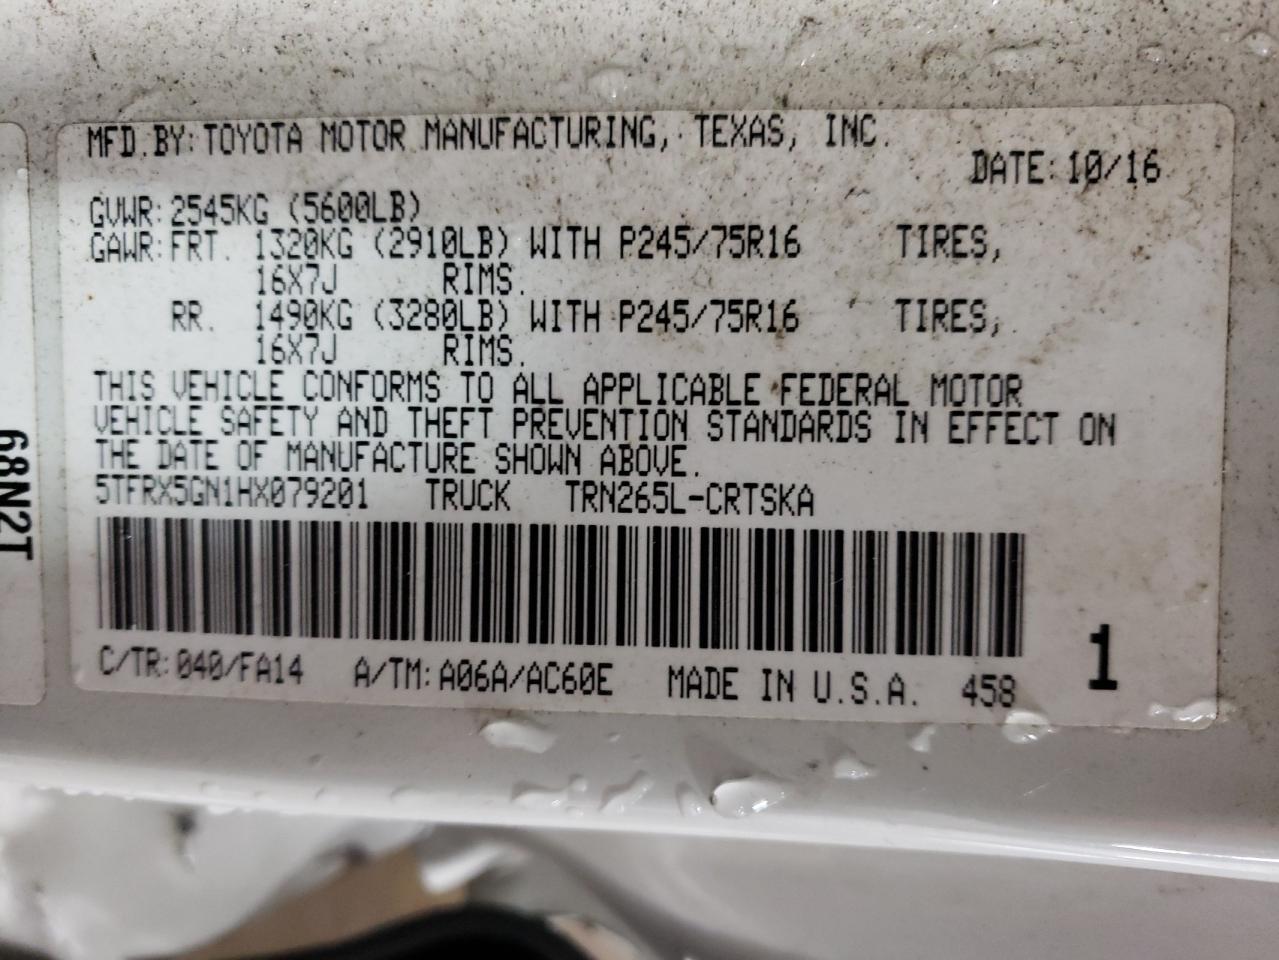 MFD.BY: TOYOTA MOTOR MANUFACTURING, TEXAS, INC.
DATE: 10/16
GVWR: 2545KG (5600LB)
GAWR: FRT. 1320KG (2910LB) WITH P245/75R16 TIRES,
16X7J RIMS.
RR. 1490KG (3280LB) WITH P245/75R16 TIRES,
16X7J RIMS.
THIS VEHICLE CONFORMS TO ALL APPLICABLE FEDERAL MOTOR
VEHICLE SAFETY AND THEFT PREVENTION STANDARDS IN EFFECT ON
THE DATE OF MANUFACTURE SHOWN ABOVE.
5TFRX5GN1HX079201 TRUCK TRN265L-CRTSKA
C/TR: 040/FA14 A/TM: A06A/AC60E MADE IN U.S.A. 458
1
68N2T